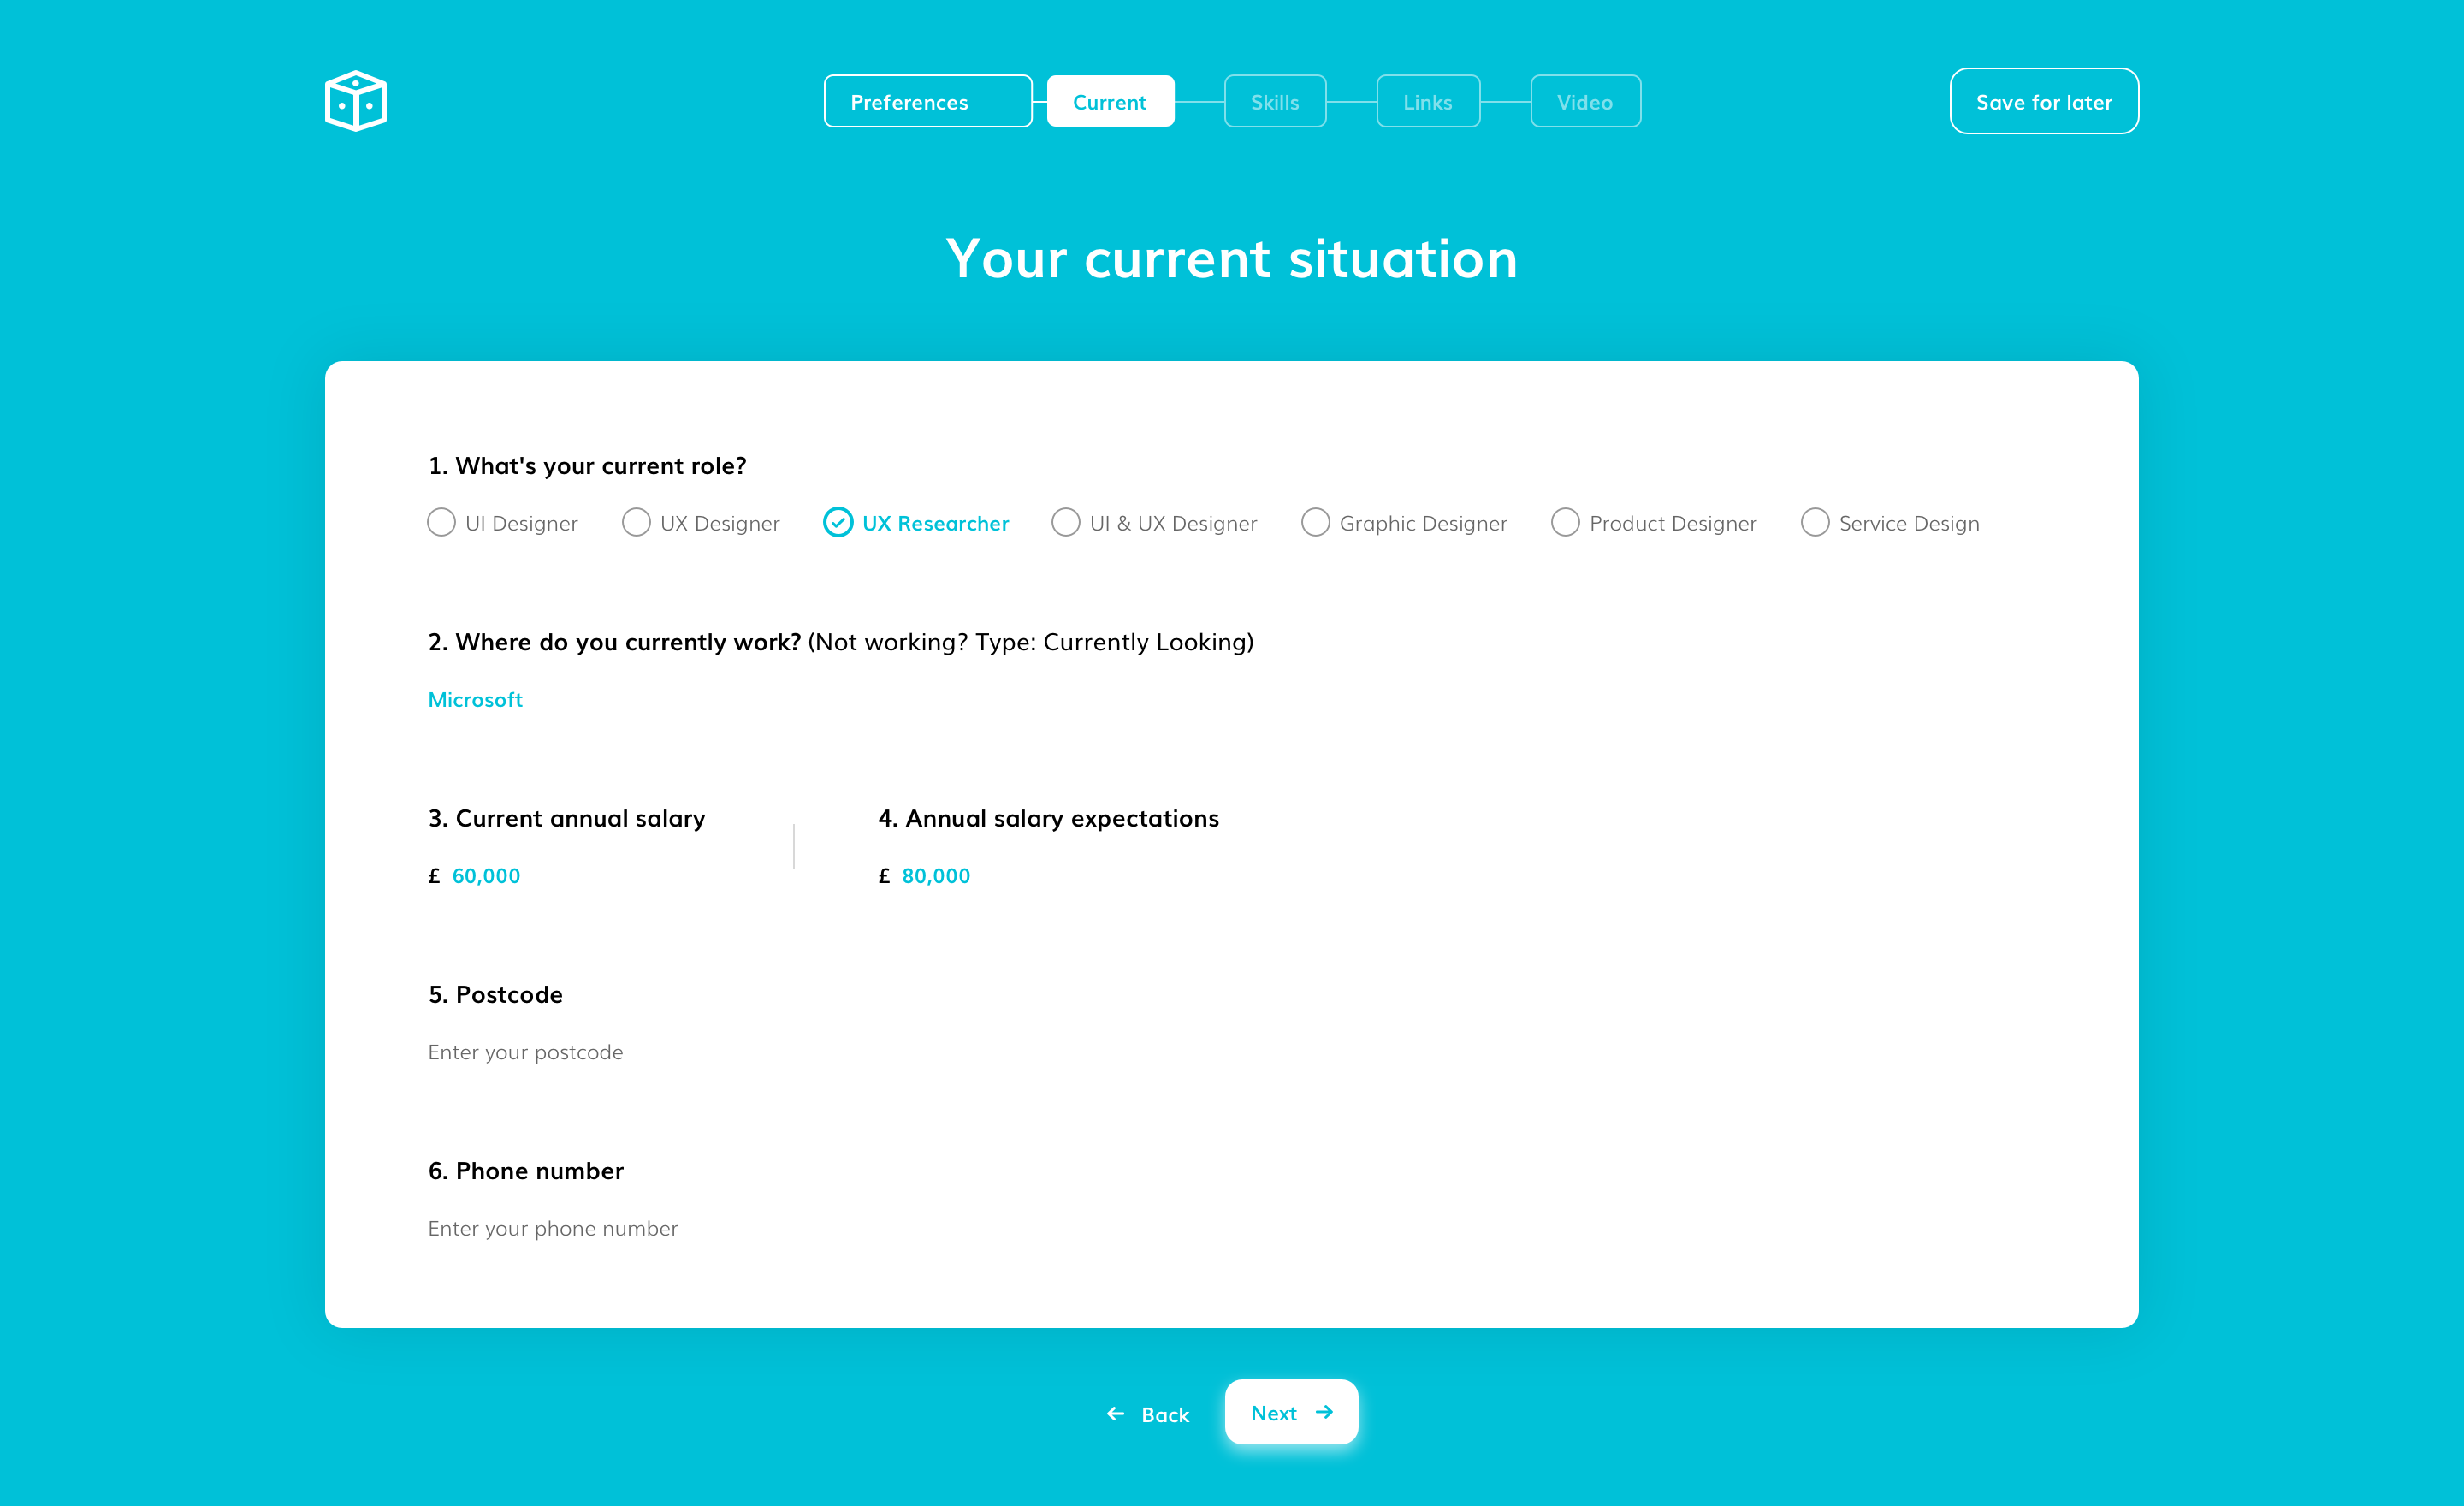 Preferences
Current
Skills
Links
Video
Save for later
Your current situation
1. What's your current role?
UI Designer
UX Designer
UX Researcher
UI & UX Designer
Graphic Designer
Product Designer
Service Design
2. Where do you currently work? (Not working? Type: Currently Looking)
Microsoft
3. Current annual salary
£ 60,000
4. Annual salary expectations
£ 80,000
5. Postcode
Enter your postcode
6. Phone number
Enter your phone number
Back
Next